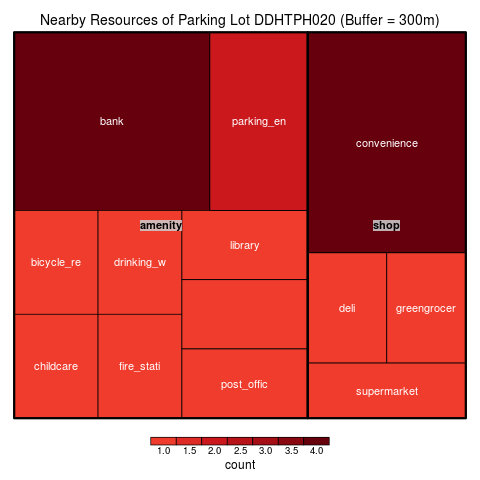 Nearby Resources of Parking Lot DDHTPH020 (Buffer = 300m)
bank
parking_en
convenience
amenity
shop
library
bicycle_re
drinking_w
deli
greengrocer
childcare
fire_stati
post_offic
supermarket
1.0 1.5 2.0 2.5 3.0 3.5 4.0
count